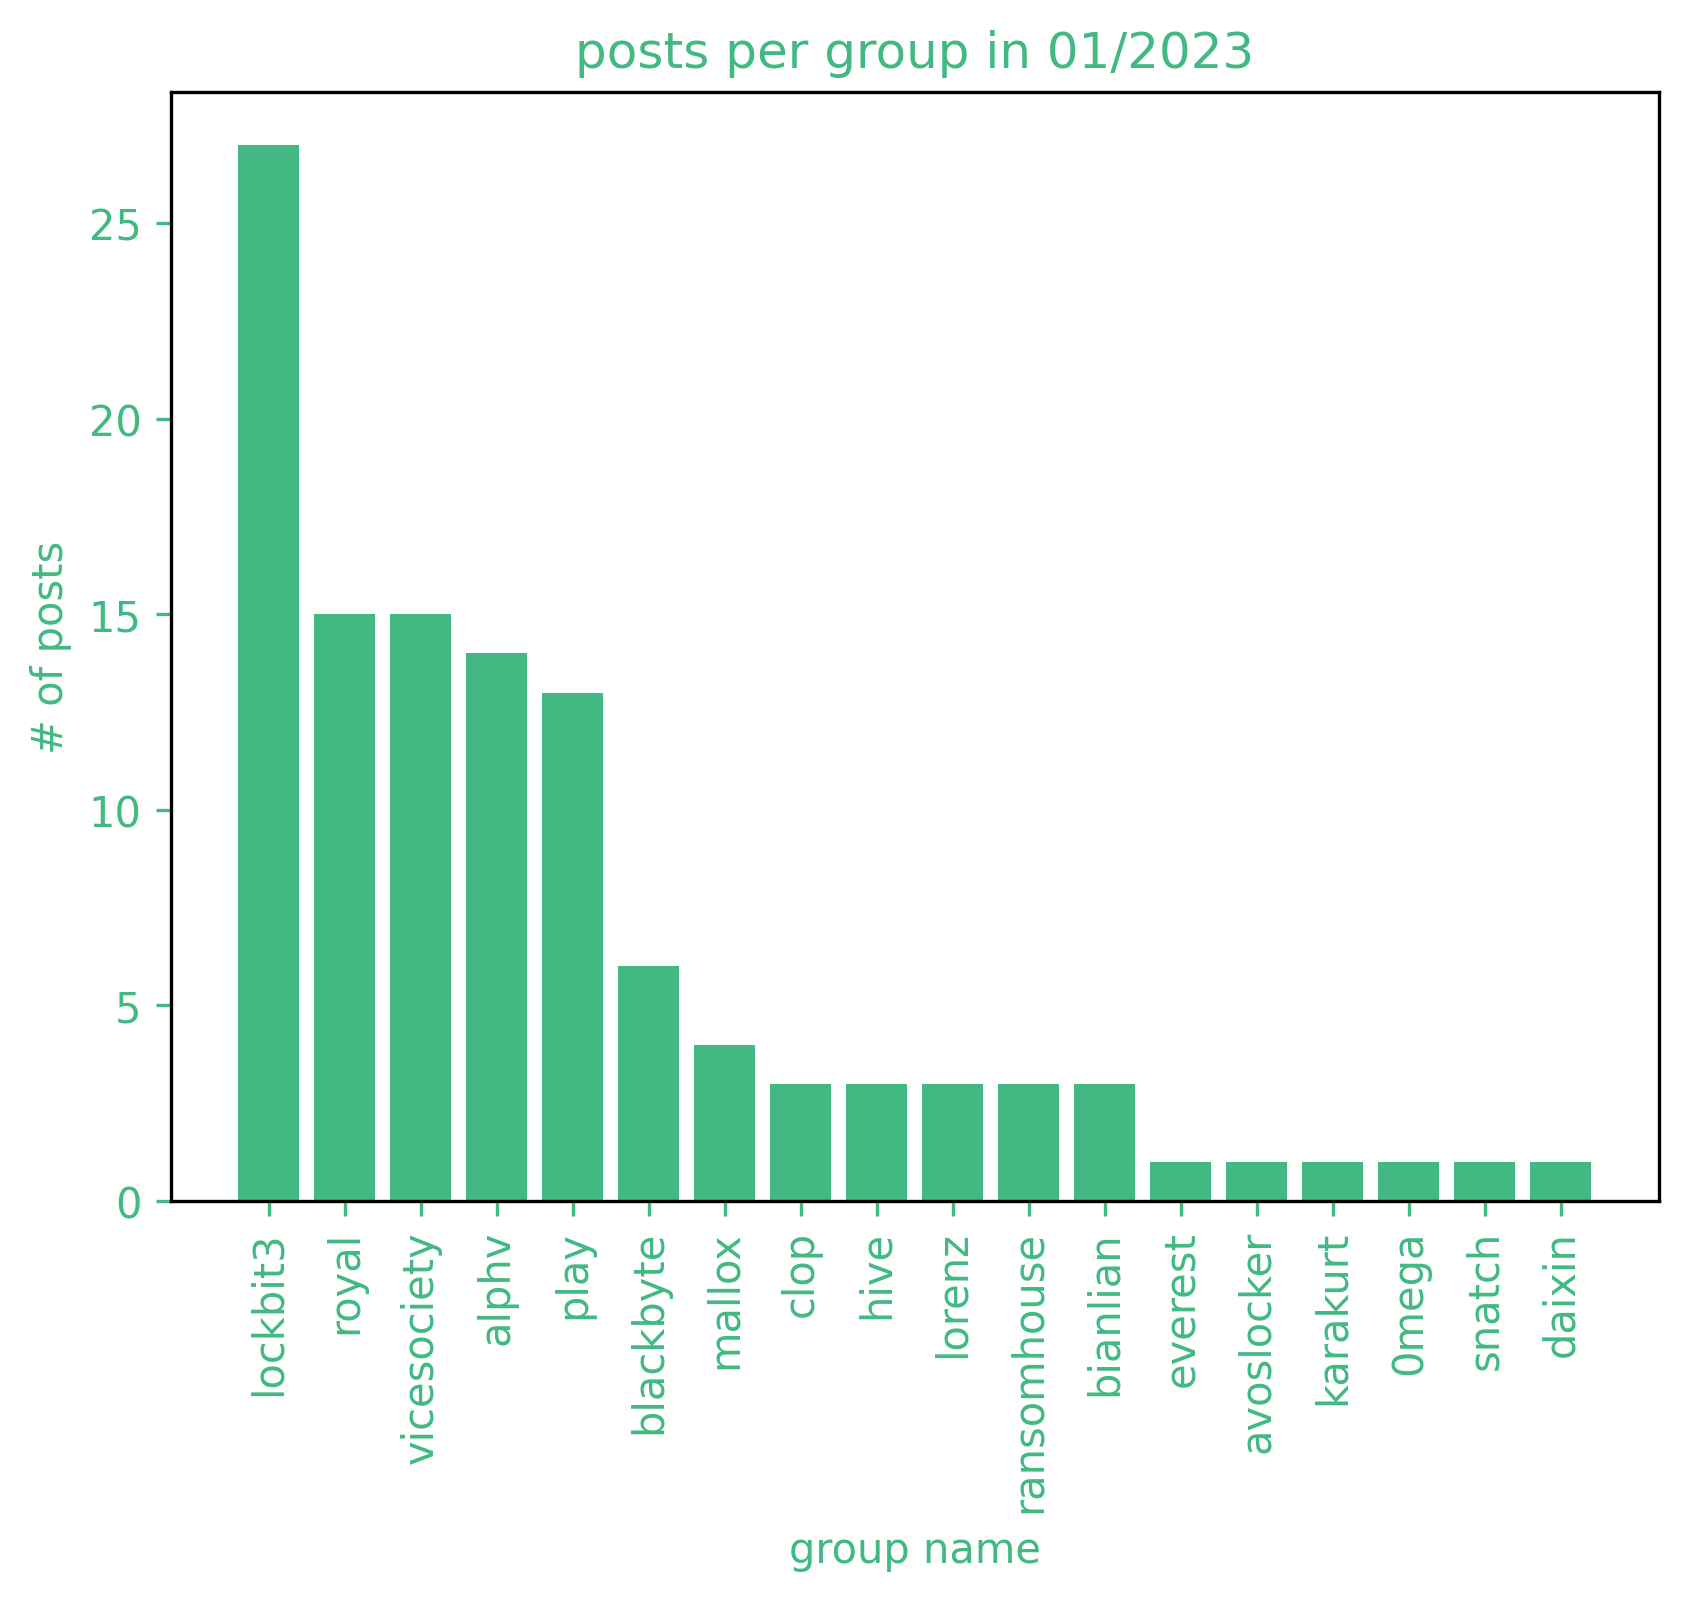 posts per group in 01/2023
# of posts
25
20
15
10
5
0
lockbit3
royal
vicesociety
alphv
play
blackbyte
mallox
clop
hive
lorenz
ransomhouse
bianlian
everest
avoslocker
karakurt
0mega
snatch
daixin
group name